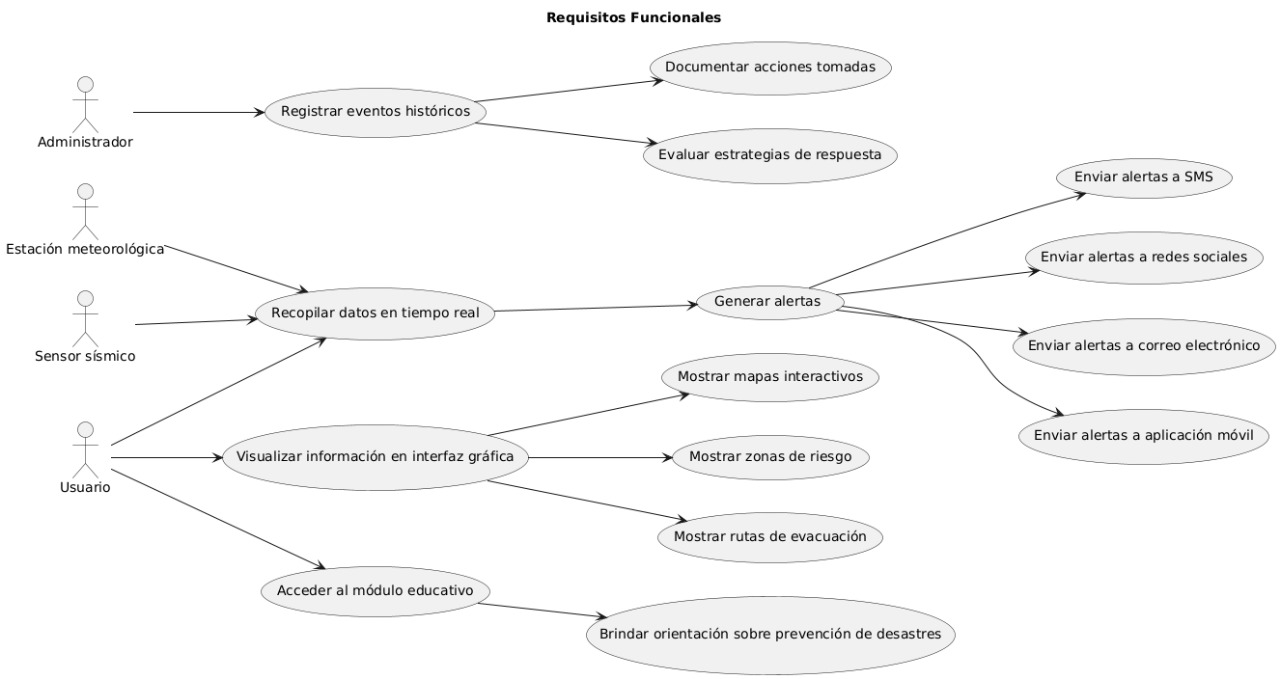 Requisitos Funcionales
Documentar acciones tomadas
Registrar eventos históricos
Administrador
Evaluar estrategias de respuesta
Enviar alertas a SMS
Estación meteorológica
Enviar alertas a redes sociales
Generar alertas
Recopilar datos en tiempo real
Enviar alertas a correo electrónico
Sensor sísmico
Mostrar mapas interactivos
Enviar alertas a aplicación móvil
Visualizar información en interfaz gráfica
Mostrar zonas de riesgo
Usuario
Mostrar rutas de evacuación
Acceder al módulo educativo
Brindar orientación sobre prevención de desastres